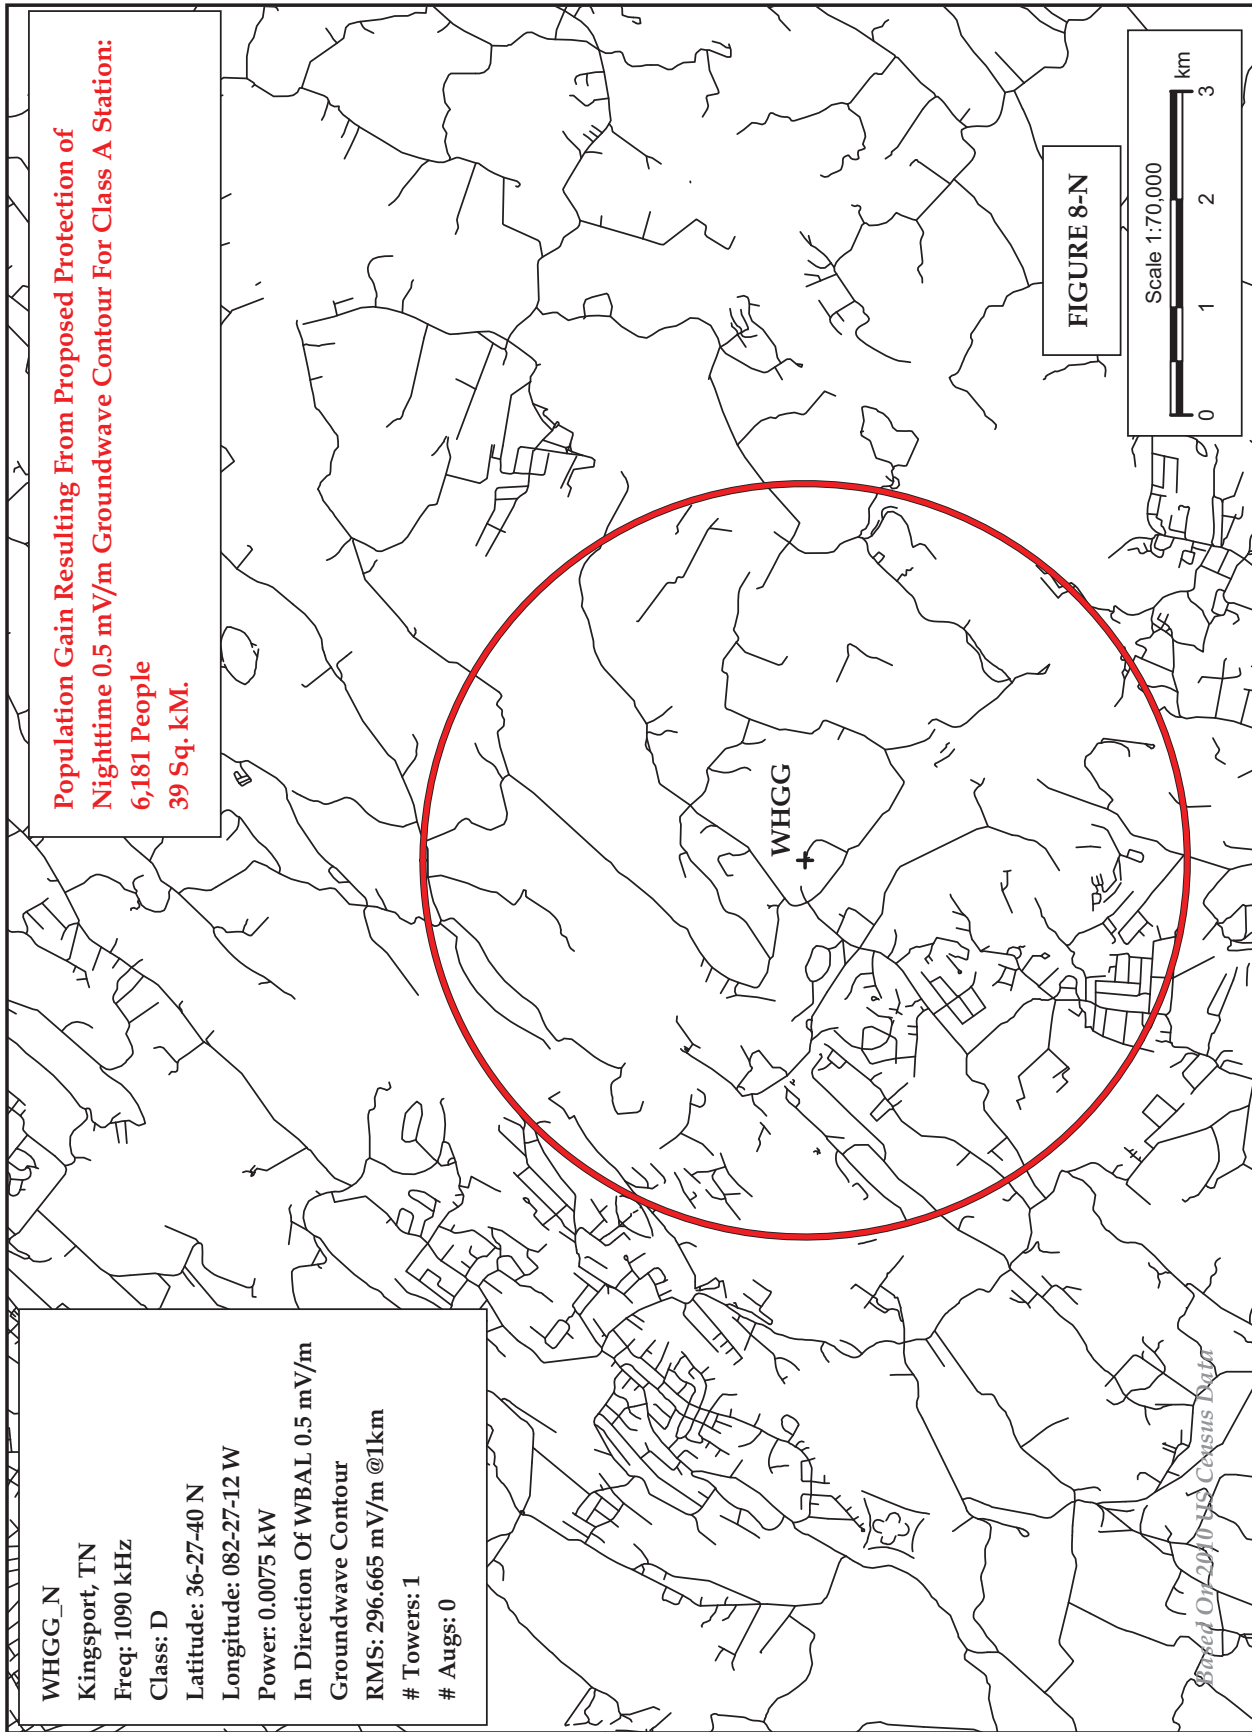 WHGG_N
Kingsport, TN
Freq: 1090 kHz
Class: D
Latitude: 36-27-40 N
Longitude: 082-27-12 W
Power: 0.0075 kW
In Direction Of WBAL 0.5 mV/m
Groundwave Contour
RMS: 296.665 mV/m @1km
# Towers: 1
# Augs: 0
Population Gain Resulting From Proposed Protection of
Nighttime 0.5 mV/m Groundwave Contour For Class A Station:
6,181 People
39 Sq. kM.
WHGG
FIGURE 8-N
Scale 1:70,000
0 1 2 3 km
Based On 2010 US Census Data